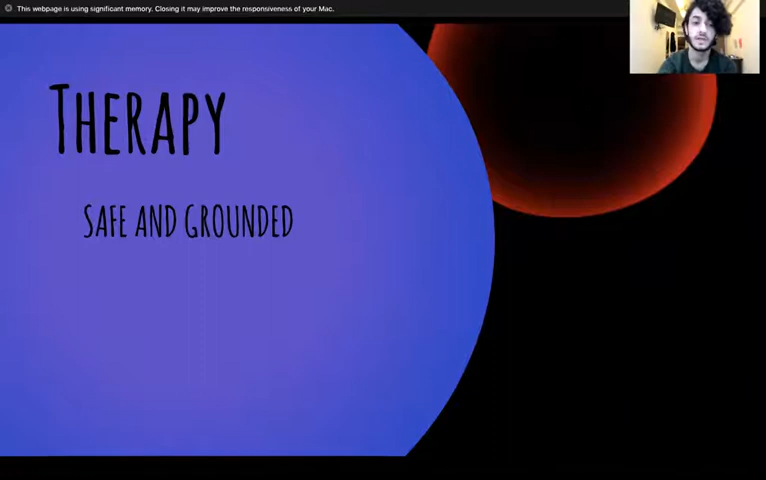 This webpage is using significant memory. Closing it may improve the responsiveness of your Mac.
THERAPY
SAFE AND GROUNDED